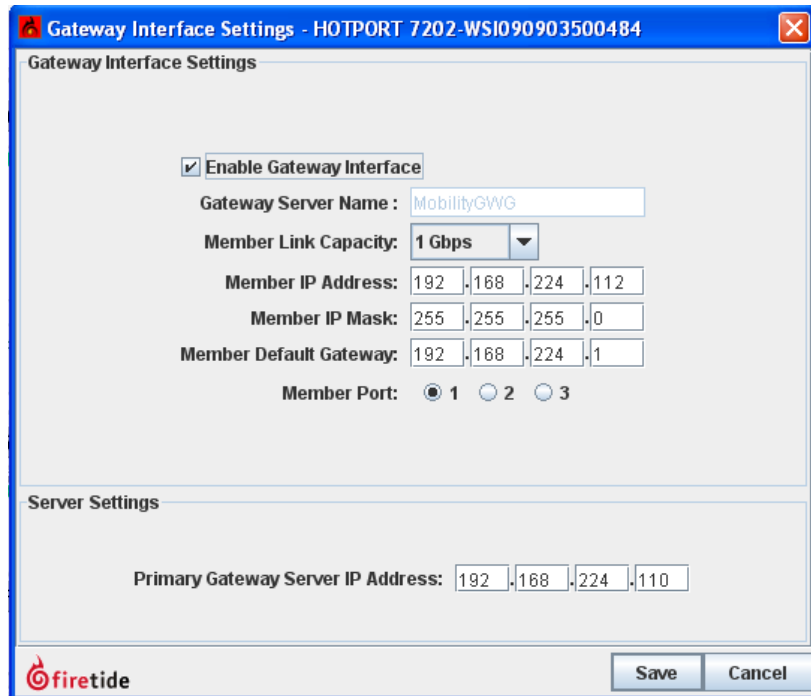 Gateway Interface Settings - HOTPORT 7202-WSI090903500484
Gateway Interface Settings
Enable Gateway Interface
Gateway Server Name : MobilityGWG
Member Link Capacity: 1 Gbps
Member IP Address: 192 . 168 . 224 . 112
Member IP Mask: 255 . 255 . 255 . 0
Member Default Gateway: 192 . 168 . 224 . 1
Member Port: 1 2 3
Server Settings
Primary Gateway Server IP Address: 192 . 168 . 224 . 110
firetide Save Cancel